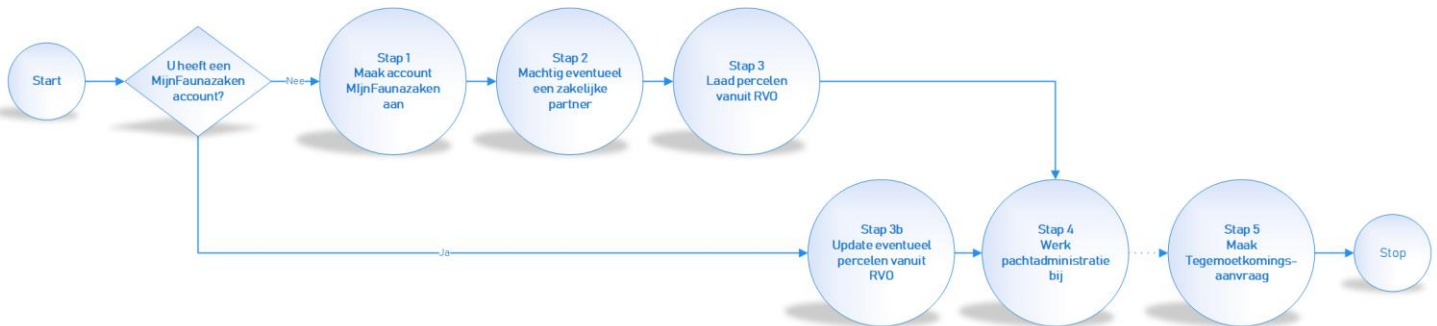 Start
U heeft een
MijnFaunazaken
account?
Nee
Stap 1
Maak account
MIjnFaunazaken
aan
Stap 2
Machtig eventueel
een zakelijke
partner
Stap 3
Laad percelen
vanuit RVO
Ja
Stap 3b
Update eventueel
percelen vanuit
RVO
Stap 4
Werk
pachtadministratie
bij
Stap 5
Maak
Tegemoetkomings-
aanvraag
Stop